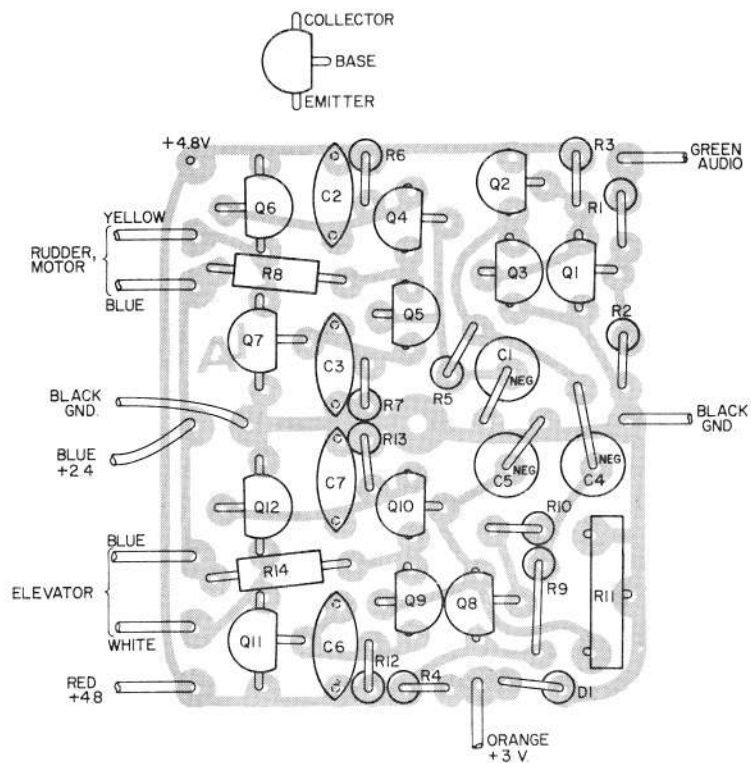 COLLECTOR
BASE
EMITTER
+4.8V
R6
R3
GREEN
AUDIO
C2
Q2
R1
Q6
Q4
YELLOW
RUDDER,
MOTOR
BLUE
R8
Q3
Q1
Q5
R2
Q7
C1
NEG
C3
R5
BLACK
GND.
R7
BLACK
GND.
R13
BLUE
+2.4
C7
C5
NEG
NEG
C4
Q12
Q10
R10
BLUE
R14
R9
R11
ELEVATOR
Q9
Q8
WHITE
Q11
C6
R12
R4
D1
RED
+4.8
ORANGE
+3 V.